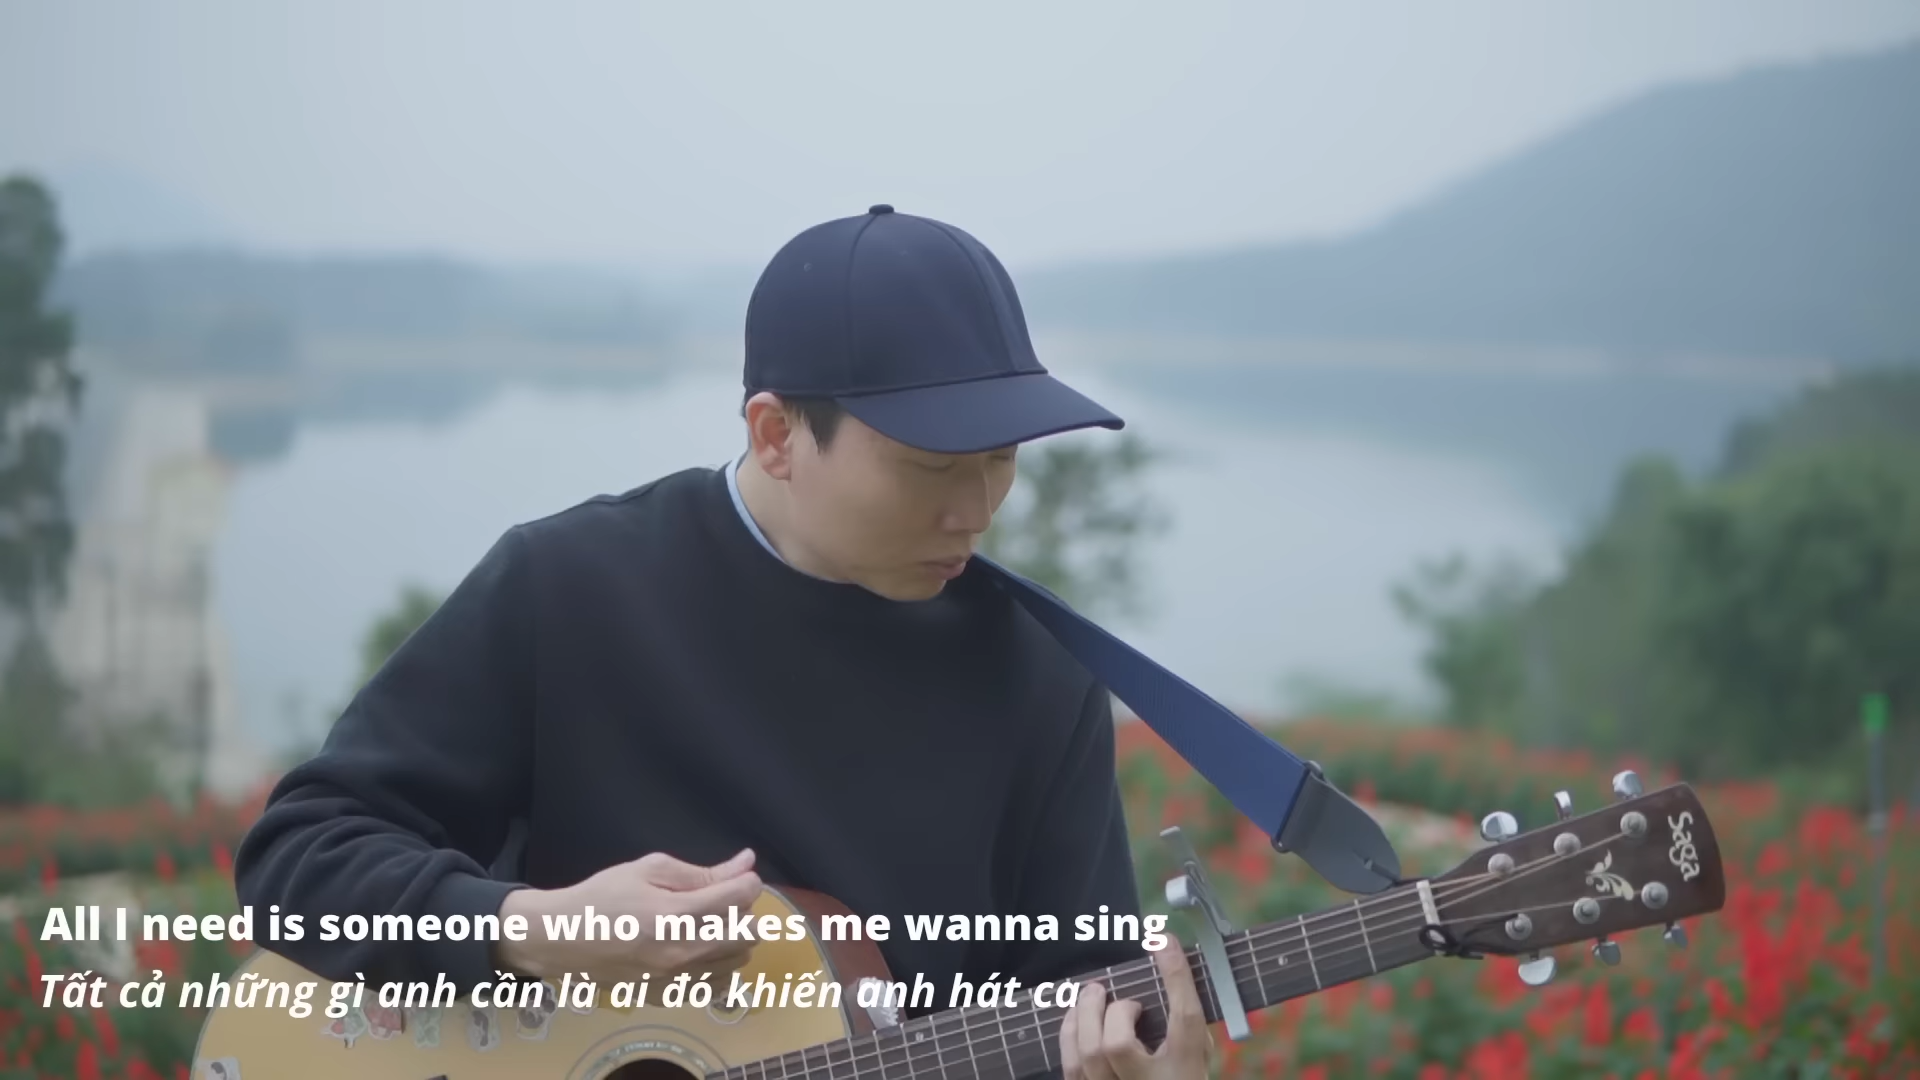 Saga
All I need is someone who makes me wanna sing
Tất cả những gì anh cần là ai đó khiến anh hát ca